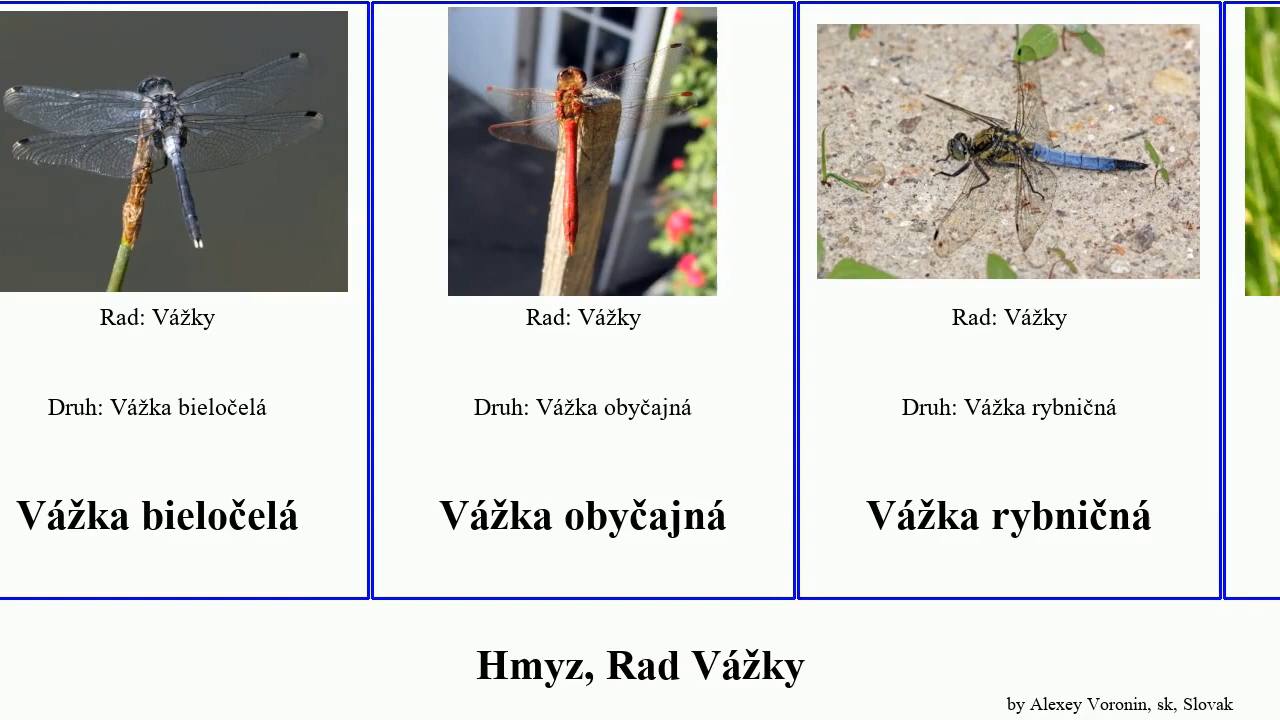 Rad: Vážky
Druh: Vážka bieločelá
Vážka bieločelá
Rad: Vážky
Druh: Vážka obyčajná
Vážka obyčajná
Rad: Vážky
Druh: Vážka rybničná
Vážka rybničná
Hmyz, Rad Vážky
by Alexey Voronin, sk, Slovak